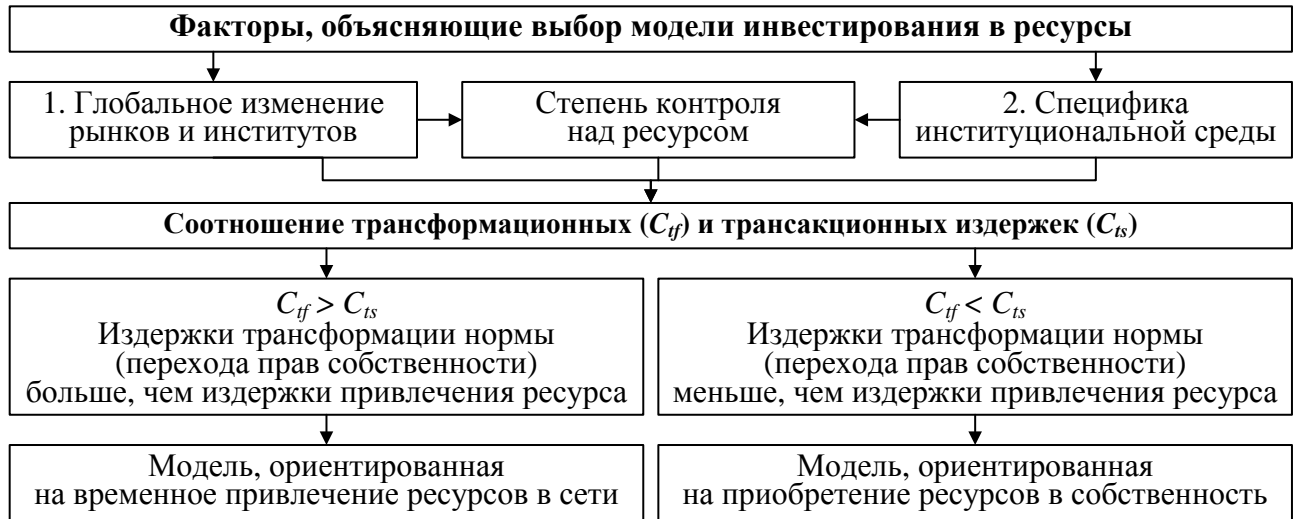 Факторы, объясняющие выбор модели инвестирования в ресурсы
1. Глобальное изменение
рынков и институтов
Степень контроля
над ресурсом
2. Специфика
институциональной среды
Соотношение трансформационных (Ctf) и трансакционных издержек (Cts)
Ctf > Cts
Издержки трансформации нормы
(перехода прав собственности)
больше, чем издержки привлечения ресурса
Ctf < Cts
Издержки трансформации нормы
(перехода прав собственности)
меньше, чем издержки привлечения ресурса
Модель, ориентированная
на временное привлечение ресурсов в сети
Модель, ориентированная
на приобретение ресурсов в собственность